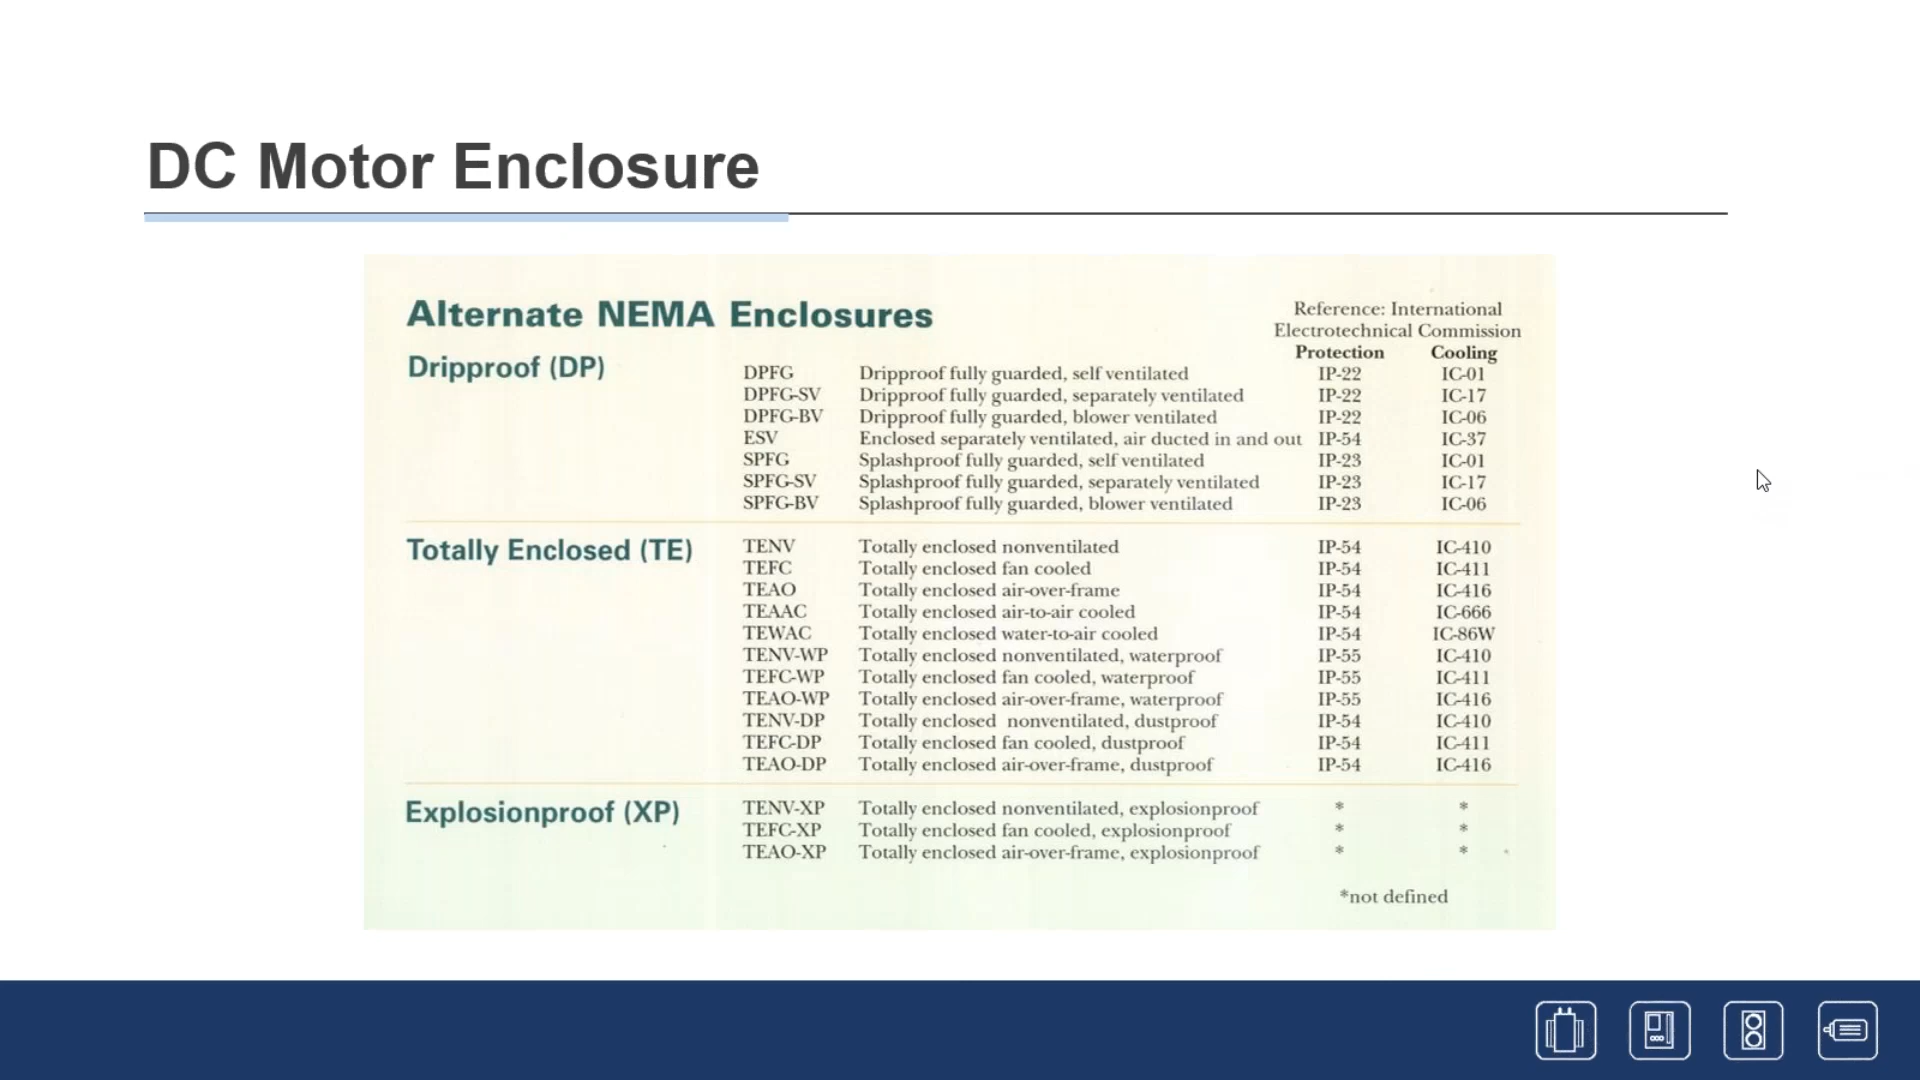 DC Motor Enclosure
Alternate NEMA Enclosures
Reference: International
Electrotechnical Commission
Protection Cooling
Dripproof (DP)
DPFG Dripproof fully guarded, self ventilated IP-22 IC-01
DPFG-SV Dripproof fully guarded, separately ventilated IP-22 IC-17
DPFG-BV Dripproof fully guarded, blower ventilated IP-22 IC-06
ESV Enclosed separately ventilated, air ducted in and out IP-54 IC-37
SPFG Splashproof fully guarded, self ventilated IP-23 IC-01
SPFG-SV Splashproof fully guarded, separately ventilated IP-23 IC-17
SPFG-BV Splashproof fully guarded, blower ventilated IP-23 IC-06
Totally Enclosed (TE)
TENV Totally enclosed nonventilated IP-54 IC-410
TEFC Totally enclosed fan cooled IP-54 IC-411
TEAO Totally enclosed air-over-frame IP-54 IC-416
TEAAC Totally enclosed air-to-air cooled IP-54 IC-666
TEWAC Totally enclosed water-to-air cooled IP-54 IC-86W
TENV-WP Totally enclosed nonventilated, waterproof IP-55 IC-410
TEFC-WP Totally enclosed fan cooled, waterproof IP-55 IC-411
TEAO-WP Totally enclosed air-over-frame, waterproof IP-55 IC-416
TENV-DP Totally enclosed nonventilated, dustproof IP-54 IC-410
TEFC-DP Totally enclosed fan cooled, dustproof IP-54 IC-411
TEAO-DP Totally enclosed air-over-frame, dustproof IP-54 IC-416
Explosionproof (XP)
TENV-XP Totally enclosed nonventilated, explosionproof * *
TEFC-XP Totally enclosed fan cooled, explosionproof * *
TEAO-XP Totally enclosed air-over-frame, explosionproof * *
*not defined